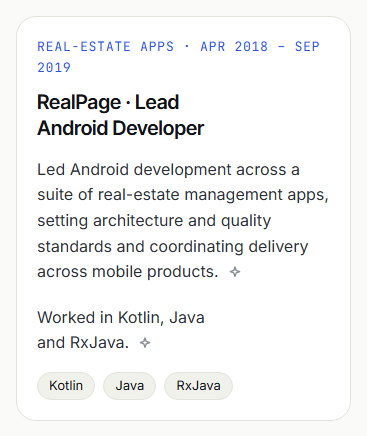 REAL-ESTATE APPS · APR 2018 – SEP
2019
RealPage · Lead
Android Developer
Led Android development across a
suite of real-estate management apps,
setting architecture and quality
standards and coordinating delivery
across mobile products.
Worked in Kotlin, Java
and RxJava.
Kotlin Java RxJava